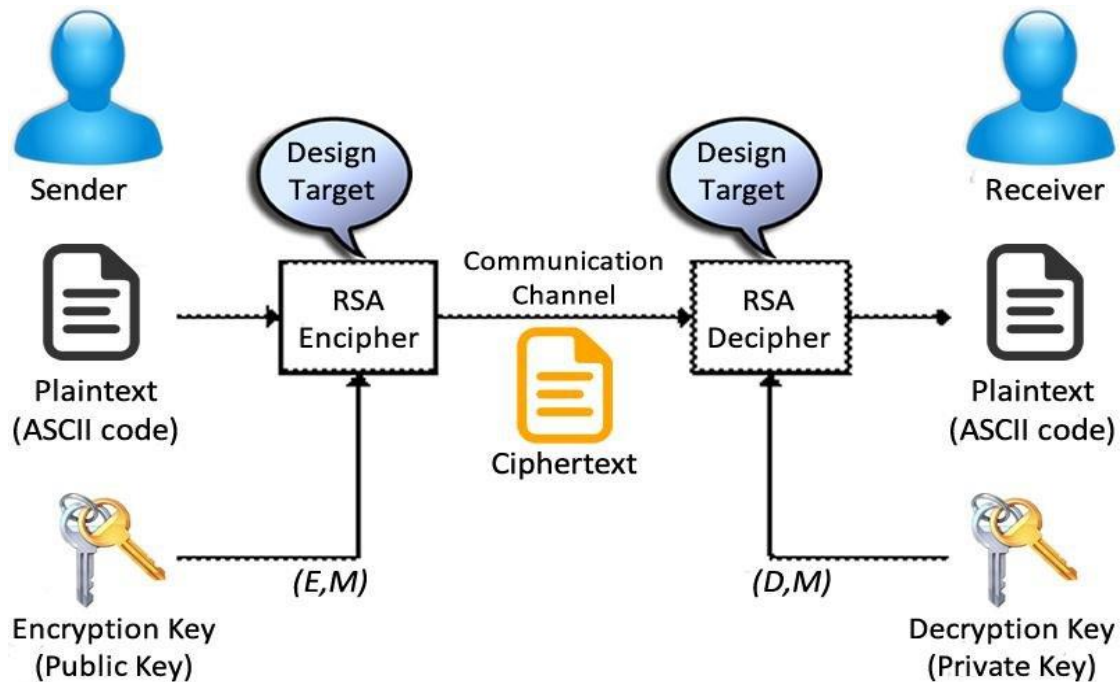 Sender
Design
Target
Design
Target
Receiver
Plaintext
(ASCII code)
RSA
Encipher
Communication
Channel
Ciphertext
RSA
Decipher
Plaintext
(ASCII code)
Encryption Key
(Public Key)
(E,M)
(D,M)
Decryption Key
(Private Key)